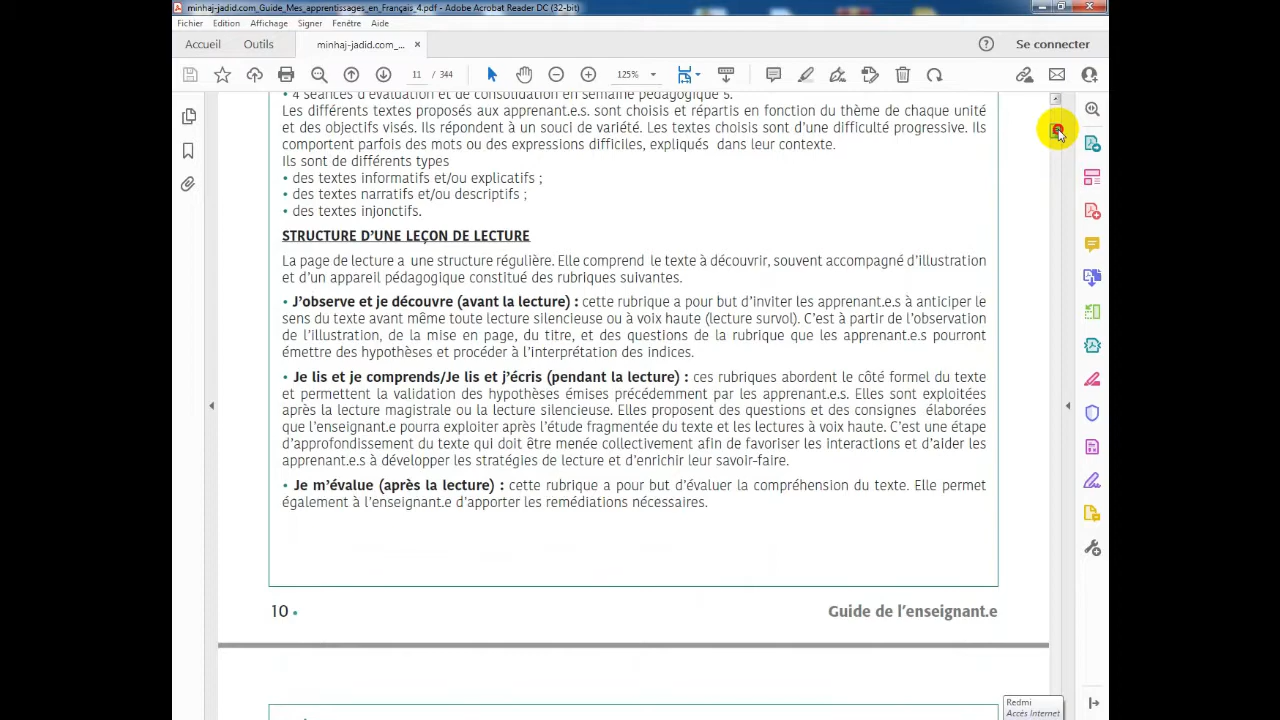 minhaj-jadid.com_Guide_Mes_apprentissages_en_Français_4.pdf - Adobe Acrobat Reader DC (32-bit)
Fichier Edition Affichage Signer Fenêtre Aide
Accueil Outils minhaj-jadid.com_... × Se connecter
11 / 344 125%
• 4 séances d'évaluation et de consolidation en semaine pédagogique 5.
Les différents textes proposés aux apprenant.e.s. sont choisis et répartis en fonction du thème de chaque unité
et des objectifs visés. Ils répondent à un souci de variété. Les textes choisis sont d'une difficulté progressive. Ils
comportent parfois des mots ou des expressions difficiles, expliqués dans leur contexte.
Ils sont de différents types
• des textes informatifs et/ou explicatifs ;
• des textes narratifs et/ou descriptifs ;
• des textes injonctifs.
STRUCTURE D'UNE LEÇON DE LECTURE
La page de lecture a une structure régulière. Elle comprend le texte à découvrir, souvent accompagné d'illustration
et d'un appareil pédagogique constitué des rubriques suivantes.
• J'observe et je découvre (avant la lecture) : cette rubrique a pour but d'inviter les apprenant.e.s à anticiper le
sens du texte avant même toute lecture silencieuse ou à voix haute (lecture survol). C'est à partir de l'observation
de l'illustration, de la mise en page, du titre, et des questions de la rubrique que les apprenant.e.s pourront
émettre des hypothèses et procéder à l'interprétation des indices.
• Je lis et je comprends/Je lis et j'écris (pendant la lecture) : ces rubriques abordent le côté formel du texte
et permettent la validation des hypothèses émises précédemment par les apprenant.e.s. Elles sont exploitées
après la lecture magistrale ou la lecture silencieuse. Elles proposent des questions et des consignes élaborées
que l'enseignant.e pourra exploiter après l'étude fragmentée du texte et les lectures à voix haute. C'est une étape
d'approfondissement du texte qui doit être menée collectivement afin de favoriser les interactions et d'aider les
apprenant.e.s à développer les stratégies de lecture et d'enrichir leur savoir-faire.
• Je m'évalue (après la lecture) : cette rubrique a pour but d'évaluer la compréhension du texte. Elle permet
également à l'enseignant.e d'apporter les remédiations nécessaires.
10 • Guide de l'enseignant.e
Redmi
Accès Internet